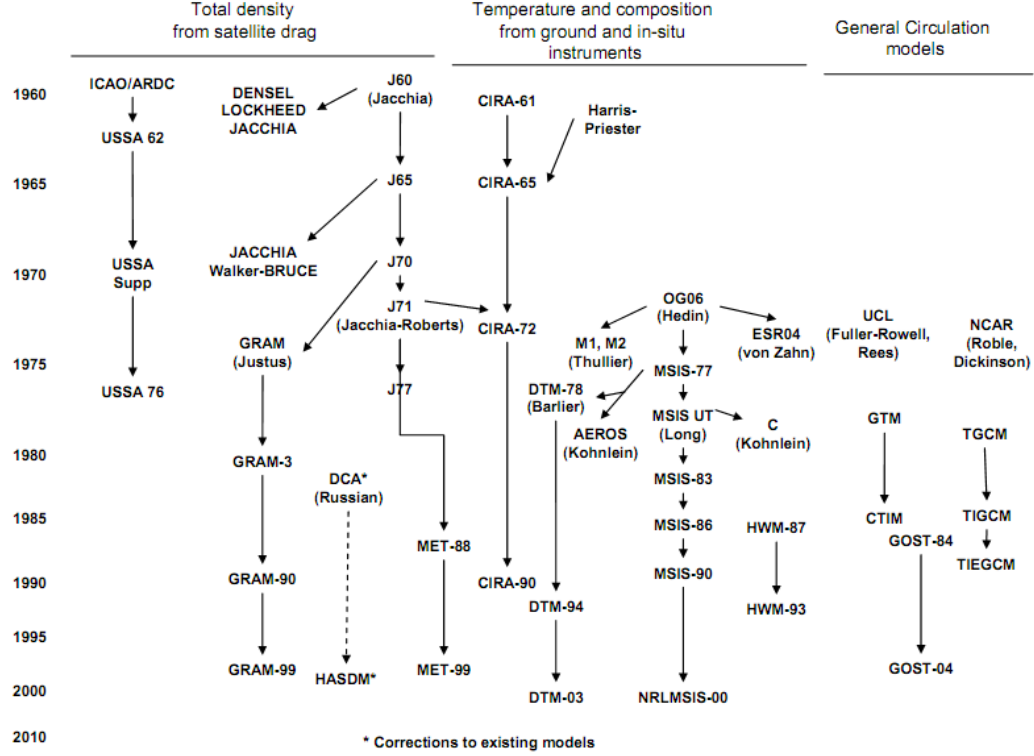 Total density
from satellite drag
Temperature and composition
from ground and in-situ
instruments
General Circulation
models
1960
1965
1970
1975
1980
1985
1990
1995
2000
2010
ICAO/ARDC
USSA 62
USSA
Supp
USSA 76
DENSEL
LOCKHEED
JACCHIA
J60
(Jacchia)
J65
JACCHIA
Walker-BRUCE
J70
J71
(Jacchia-Roberts)
GRAM
(Justus)
J77
GRAM-3
DCA*
(Russian)
MET-88
GRAM-90
GRAM-99
HASDM*
MET-99
CIRA-61
Harris-
Priester
CIRA-65
CIRA-72
OG06
(Hedin)
M1, M2
(Thullier)
ESR04
(von Zahn)
MSIS-77
DTM-78
(Barlier)
AEROS
(Kohnlein)
MSIS UT
(Long)
C
(Kohnlein)
MSIS-83
MSIS-86
HWM-87
MSIS-90
CIRA-90
DTM-94
HWM-93
DTM-03
NRLMSIS-00
UCL
(Fuller-Rowell,
Rees)
NCAR
(Roble,
Dickinson)
GTM
TGCM
CTIM
GOST-84
TIGCM
TIEGCM
GOST-04
* Corrections to existing models